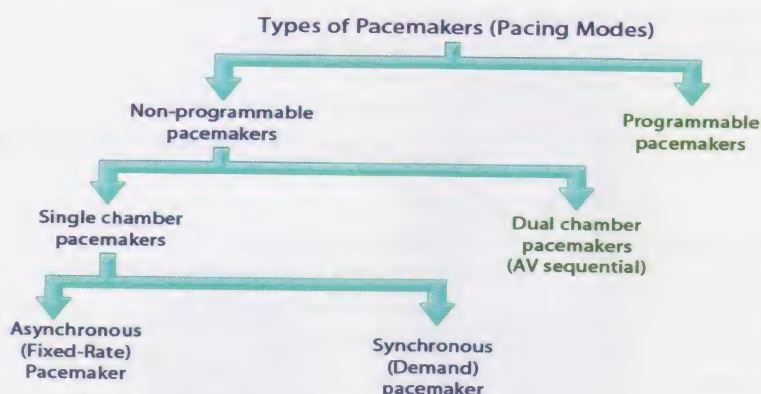 Types of Pacemakers (Pacing Modes)
Non-programmable
pacemakers
Programmable
pacemakers
Single chamber
pacemakers
Dual chamber
pacemakers
(AV sequential)
Asynchronous
(Fixed-Rate)
Pacemaker
Synchronous
(Demand)
pacemaker